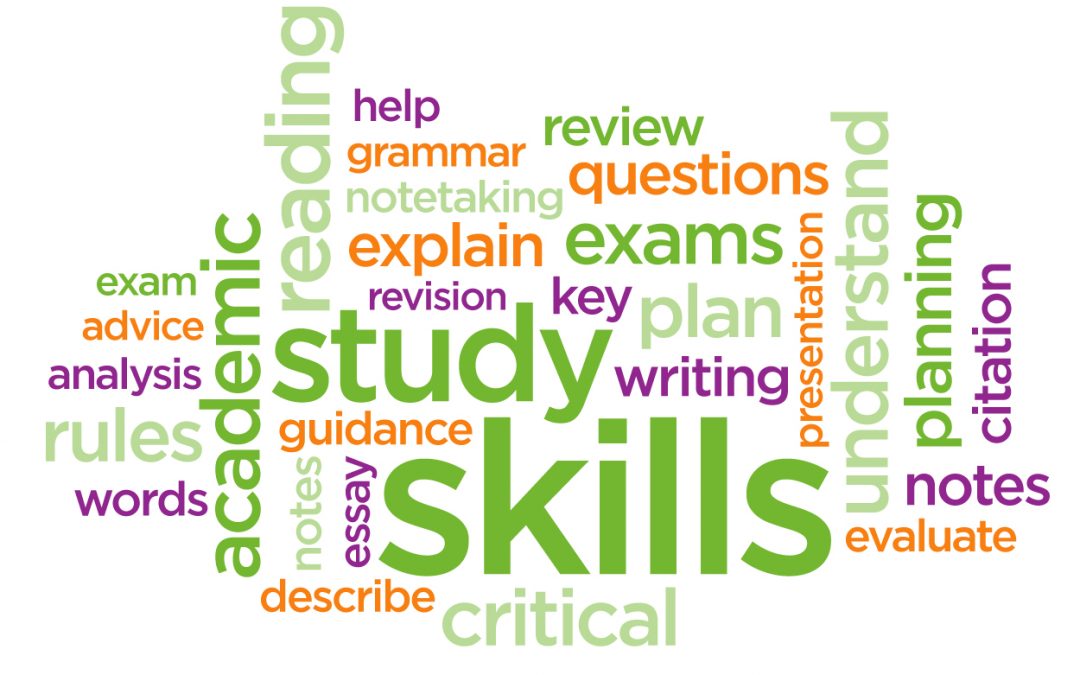 reading
help
review
grammar
questions
notetaking
understand
explain
exams
academic
presentation
planning
exam
revision
key
plan
citation
advice
study
analysis
writing
rules
guidance
skills
words
notes
essay
notes
evaluate
describe
critical